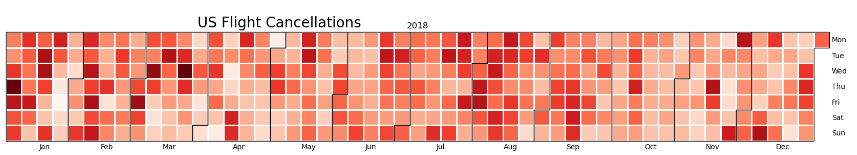 US Flight Cancellations
2018
Mon
Tue
Wed
Thu
Fri
Sat
Sun
Jan Feb Mar Apr May Jun Jul Aug Sep Oct Nov Dec